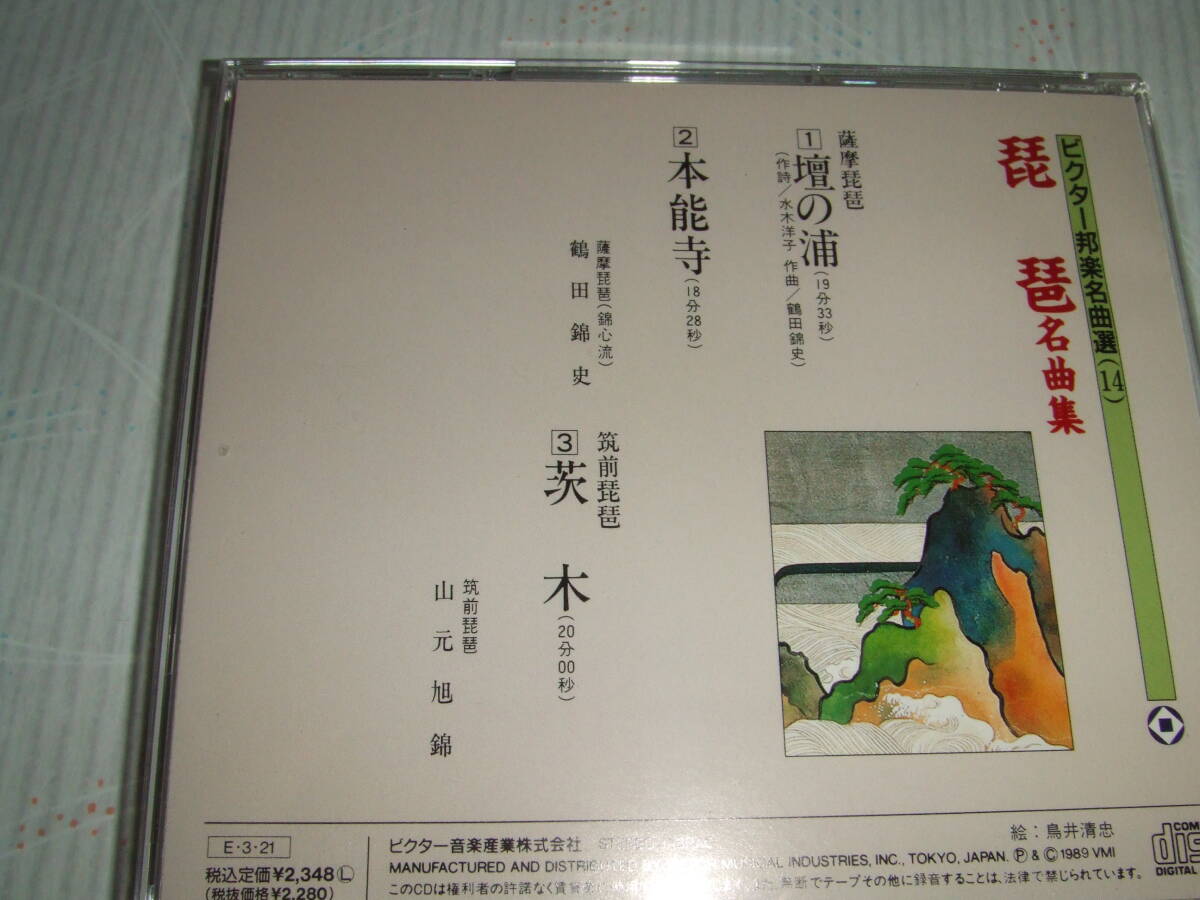 ビクター邦楽名曲選(14)
琵琶名曲集
薩摩琵琶
1 壇の浦(19分33秒)
(作詩/水木洋子 作曲/鶴田錦史)
2 本能寺(18分28秒)
薩摩琵琶(錦心流)
鶴田錦史
筑前琵琶
3 茨木(20分00秒)
筑前琵琶
山元旭錦
絵:鳥井清忠
E・3・21
税込定価¥2,348 Ⓛ
(税抜価格¥2,280)
ビクター音楽産業株式会社
MANUFACTURED AND DISTRIBUTED MUSICAL INDUSTRIES, INC., TOKYO, JAPAN. Ⓟ & © 1989 VMI
このCDは権利者の許諾なく賃貸業に 無断でテープその他に録音することは、法律で禁じられています。
COM
disc
DIGITAL